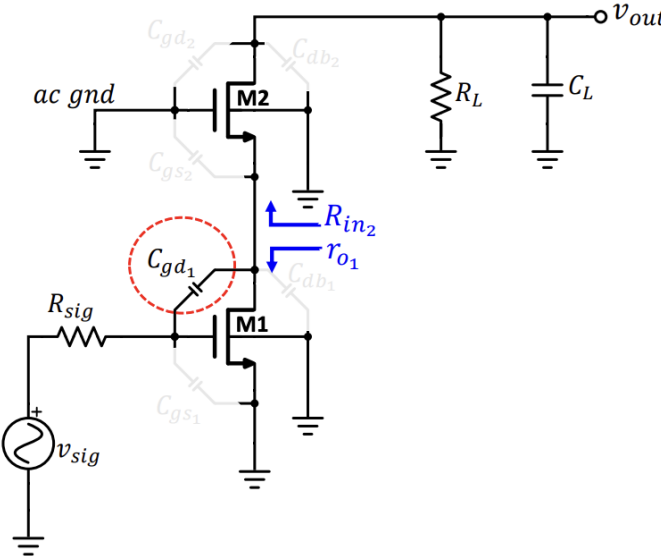 v_out
C_gd2
C_db2
ac gnd
M2
R_L
C_L
C_gs2
R_in2
r_o1
C_gd1
C_db1
R_sig
M1
C_gs1
+
v_sig